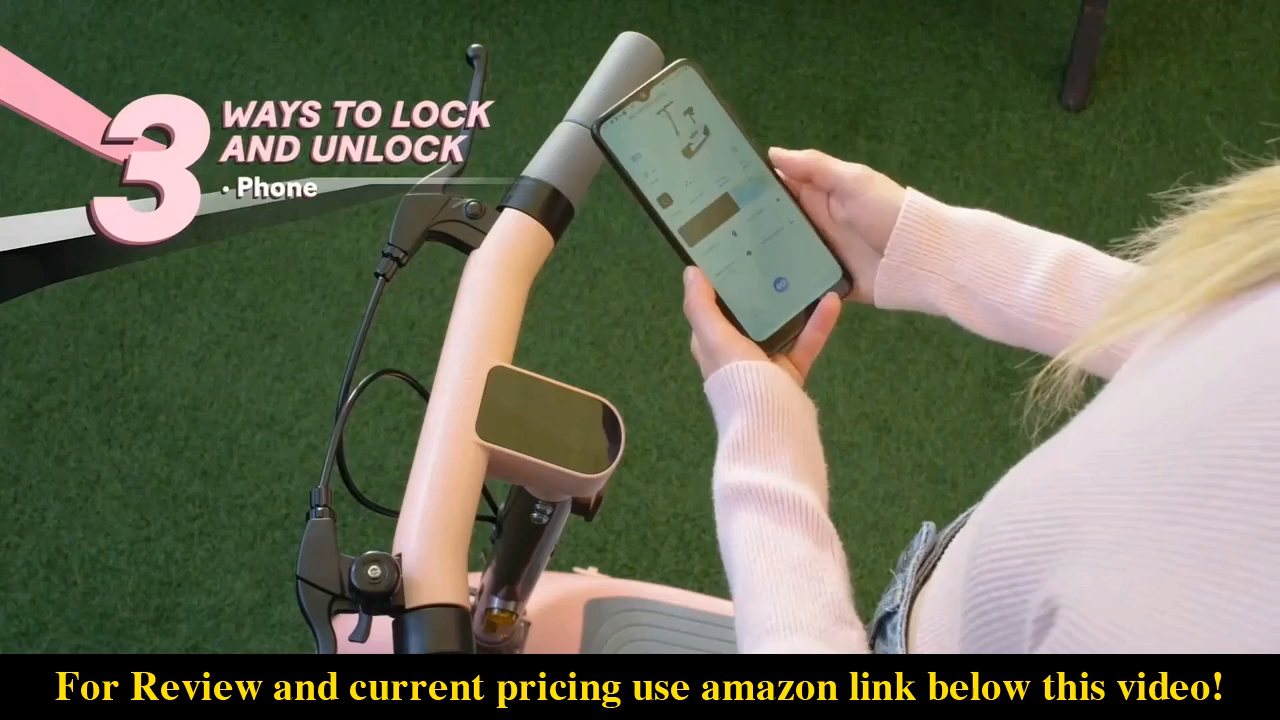 3
WAYS TO LOCK
AND UNLOCK
· Phone
For Review and current pricing use amazon link below this video!